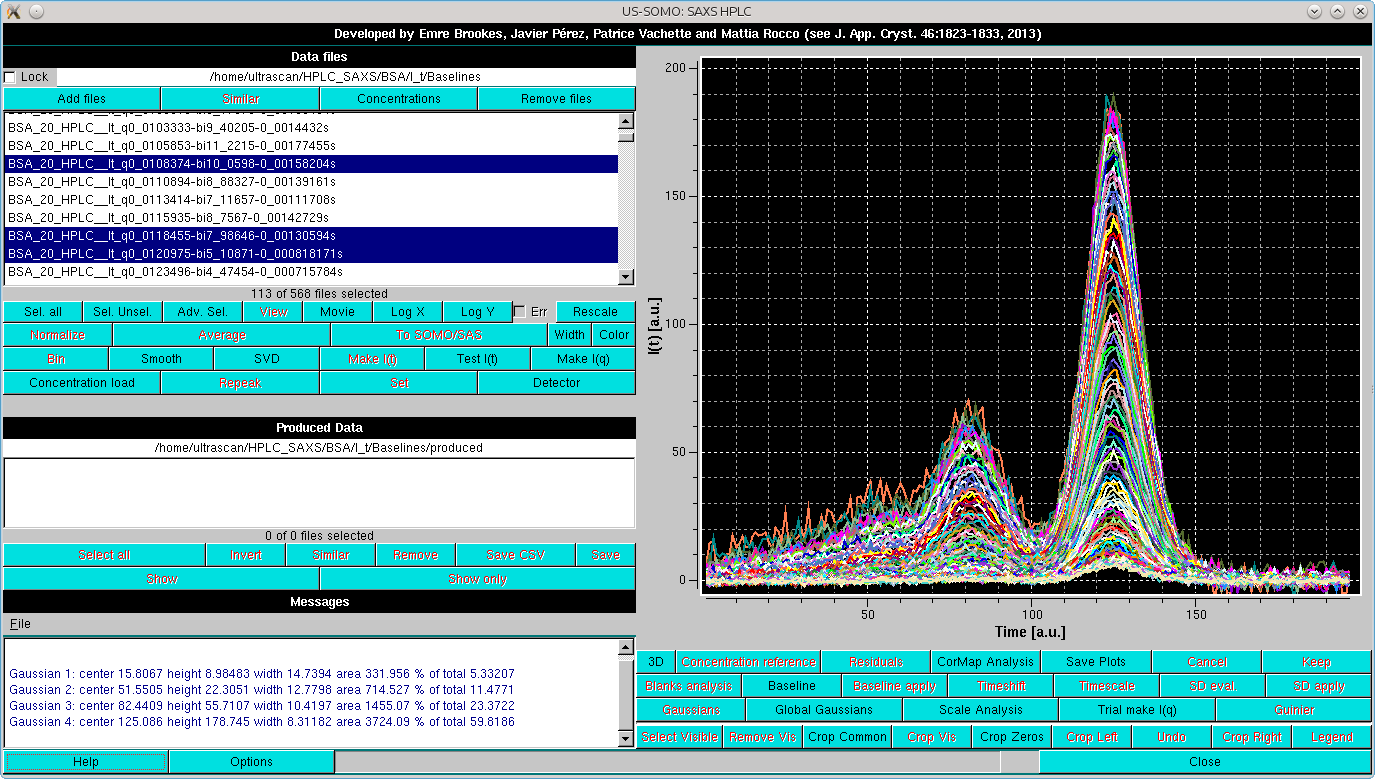 US-SOMO: SAXS HPLC
Developed by Emre Brookes, Javier Pérez, Patrice Vachette and Mattia Rocco (see J. App. Cryst. 46:1823-1833, 2013)
Data files
Lock /home/ultrascan/HPLC_SAXS/BSA/I_t/Baselines
Add files Similar Concentrations Remove files
BSA_20_HPLC__It_q0_0103333-bi9_40205-0_0014432s
BSA_20_HPLC__It_q0_0105853-bi11_2215-0_00177455s
BSA_20_HPLC__It_q0_0108374-bi10_0598-0_00158204s
BSA_20_HPLC__It_q0_0110894-bi8_88327-0_00139161s
BSA_20_HPLC__It_q0_0113414-bi7_11657-0_00111708s
BSA_20_HPLC__It_q0_0115935-bi8_7567-0_00142729s
BSA_20_HPLC__It_q0_0118455-bi7_98646-0_00130594s
BSA_20_HPLC__It_q0_0120975-bi5_10871-0_000818171s
BSA_20_HPLC__It_q0_0123496-bi4_47454-0_000715784s
113 of 568 files selected
Sel. all Sel. Unsel. Adv. Sel. View Movie Log X Log Y Err Rescale
Normalize Average To SOMO/SAS Width Color
Bin Smooth SVD Make I(t) Test I(t) Make I(q)
Concentration load Repeak Set Detector
Produced Data
/home/ultrascan/HPLC_SAXS/BSA/I_t/Baselines/produced
0 of 0 files selected
Select all Invert Similar Remove Save CSV Save
Show Show only
Messages
File
Gaussian 1: center 15.8067 height 8.98483 width 14.7394 area 331.956 % of total 5.33207
Gaussian 2: center 51.5505 height 22.3051 width 12.7798 area 714.527 % of total 11.4771
Gaussian 3: center 82.4409 height 55.7107 width 10.4197 area 1455.07 % of total 23.3722
Gaussian 4: center 125.086 height 178.745 width 8.31182 area 3724.09 % of total 59.8186
Help Options
200
150
100
50
0
I(t) [a.u.]
50 100 150
Time [a.u.]
3D Concentration reference Residuals CorMap Analysis Save Plots Cancel Keep
Blanks analysis Baseline Baseline apply Timeshift Timescale SD eval. SD apply
Gaussians Global Gaussians Scale Analysis Trial make I(q) Guinier
Select Visible Remove Vis Crop Common Crop Vis Crop Zeros Crop Left Undo Crop Right Legend
Close